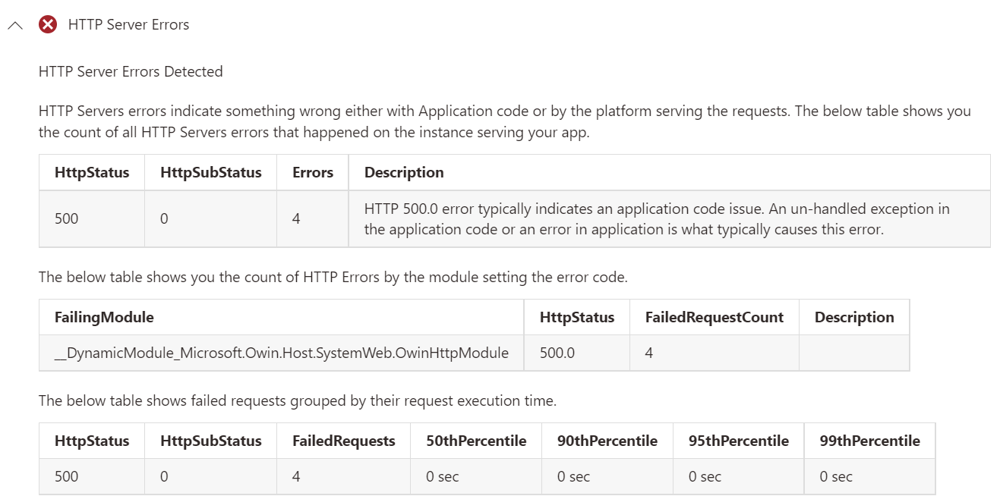 HTTP Server Errors
HTTP Server Errors Detected
HTTP Servers errors indicate something wrong either with Application code or by the platform serving the requests. The below table shows you
the count of all HTTP Servers errors that happened on the instance serving your app.
HttpStatus HttpSubStatus Errors Description
500 0 4 HTTP 500.0 error typically indicates an application code issue. An un-handled exception in
the application code or an error in application is what typically causes this error.
The below table shows you the count of HTTP Errors by the module setting the error code.
FailingModule HttpStatus FailedRequestCount Description
__DynamicModule_Microsoft.Owin.Host.SystemWeb.OwinHttpModule 500.0 4
The below table shows failed requests grouped by their request execution time.
HttpStatus HttpSubStatus FailedRequests 50thPercentile 90thPercentile 95thPercentile 99thPercentile
500 0 4 0 sec 0 sec 0 sec 0 sec